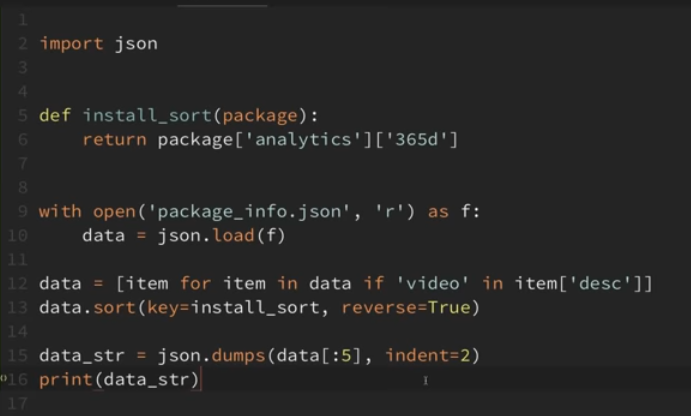 1
2 import json
3
4
5 def install_sort(package):
6     return package['analytics']['365d']
7
8
9 with open('package_info.json', 'r') as f:
10     data = json.load(f)
11
12 data = [item for item in data if 'video' in item['desc']]
13 data.sort(key=install_sort, reverse=True)
14
15 data_str = json.dumps(data[:5], indent=2)
16 print(data_str)
17